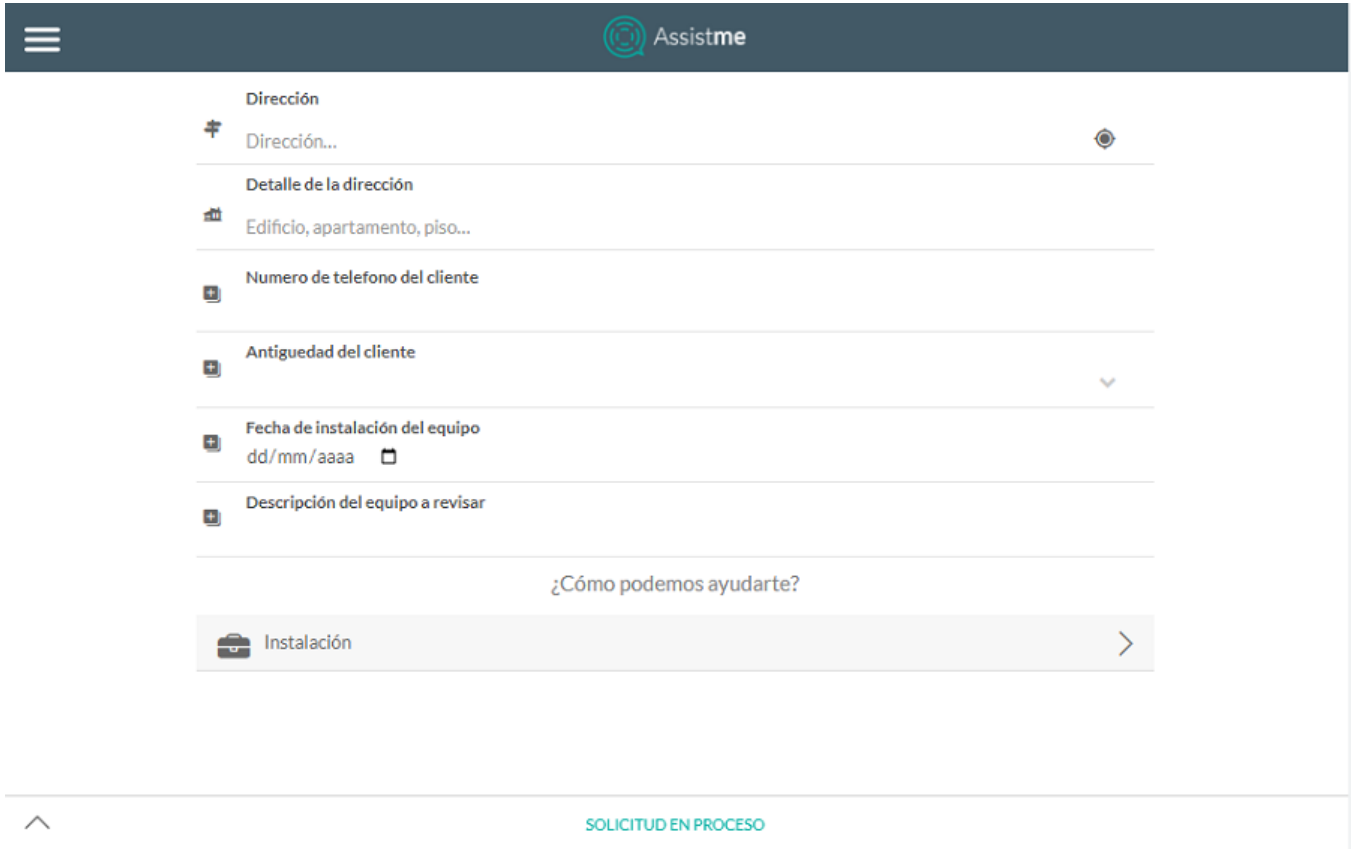 Assistme
Dirección
Dirección...
Detalle de la dirección
Edificio, apartamento, piso...
Numero de telefono del cliente
Antiguedad del cliente
Fecha de instalación del equipo
dd/mm/aaaa
Descripción del equipo a revisar
¿Cómo podemos ayudarte?
Instalación
SOLICITUD EN PROCESO